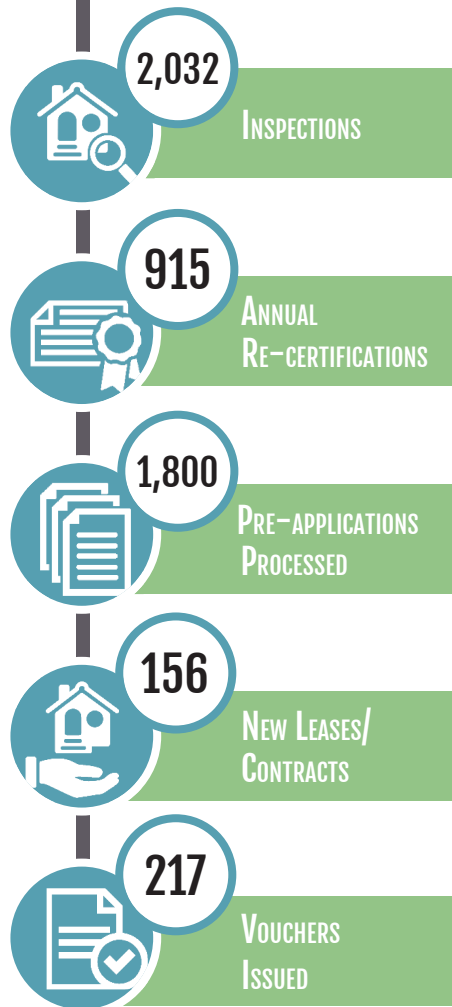 2,032
Inspections
915
Annual
Re-certifications
1,800
Pre-applications
Processed
156
New Leases/
Contracts
217
Vouchers
Issued